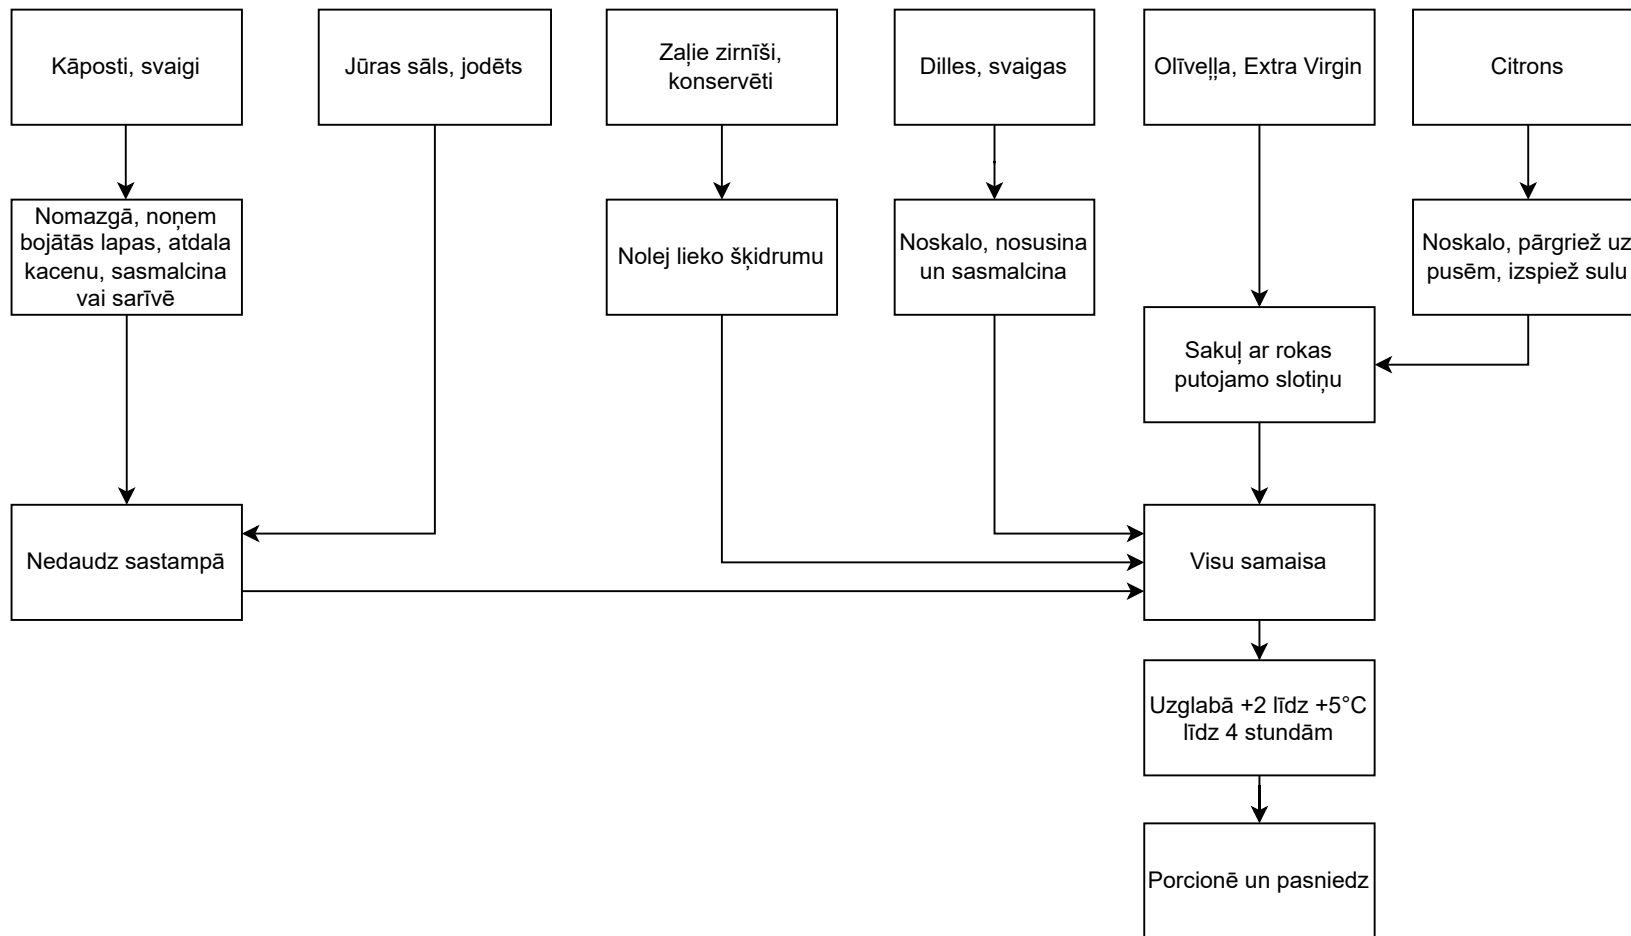 Kāposti, svaigi
Jūras sāls, jodēts
Zaļie zirnīši,
konservēti
Dilles, svaigas
Olīveļļa, Extra Virgin
Citrons
Nomazgā, noņem
bojātās lapas, atdala
kacenu, sasmalcina
vai sarīvē
Nolej lieko šķidrumu
Noskalo, nosusina
un sasmalcina
Noskalo, pārgriež uz
pusēm, izspiež sulu
Sakuļ ar rokas
putojamo slotiņu
Nedaudz sastampā
Visu samaisa
Uzglabā +2 līdz +5°C
līdz 4 stundām
Porcionē un pasniedz